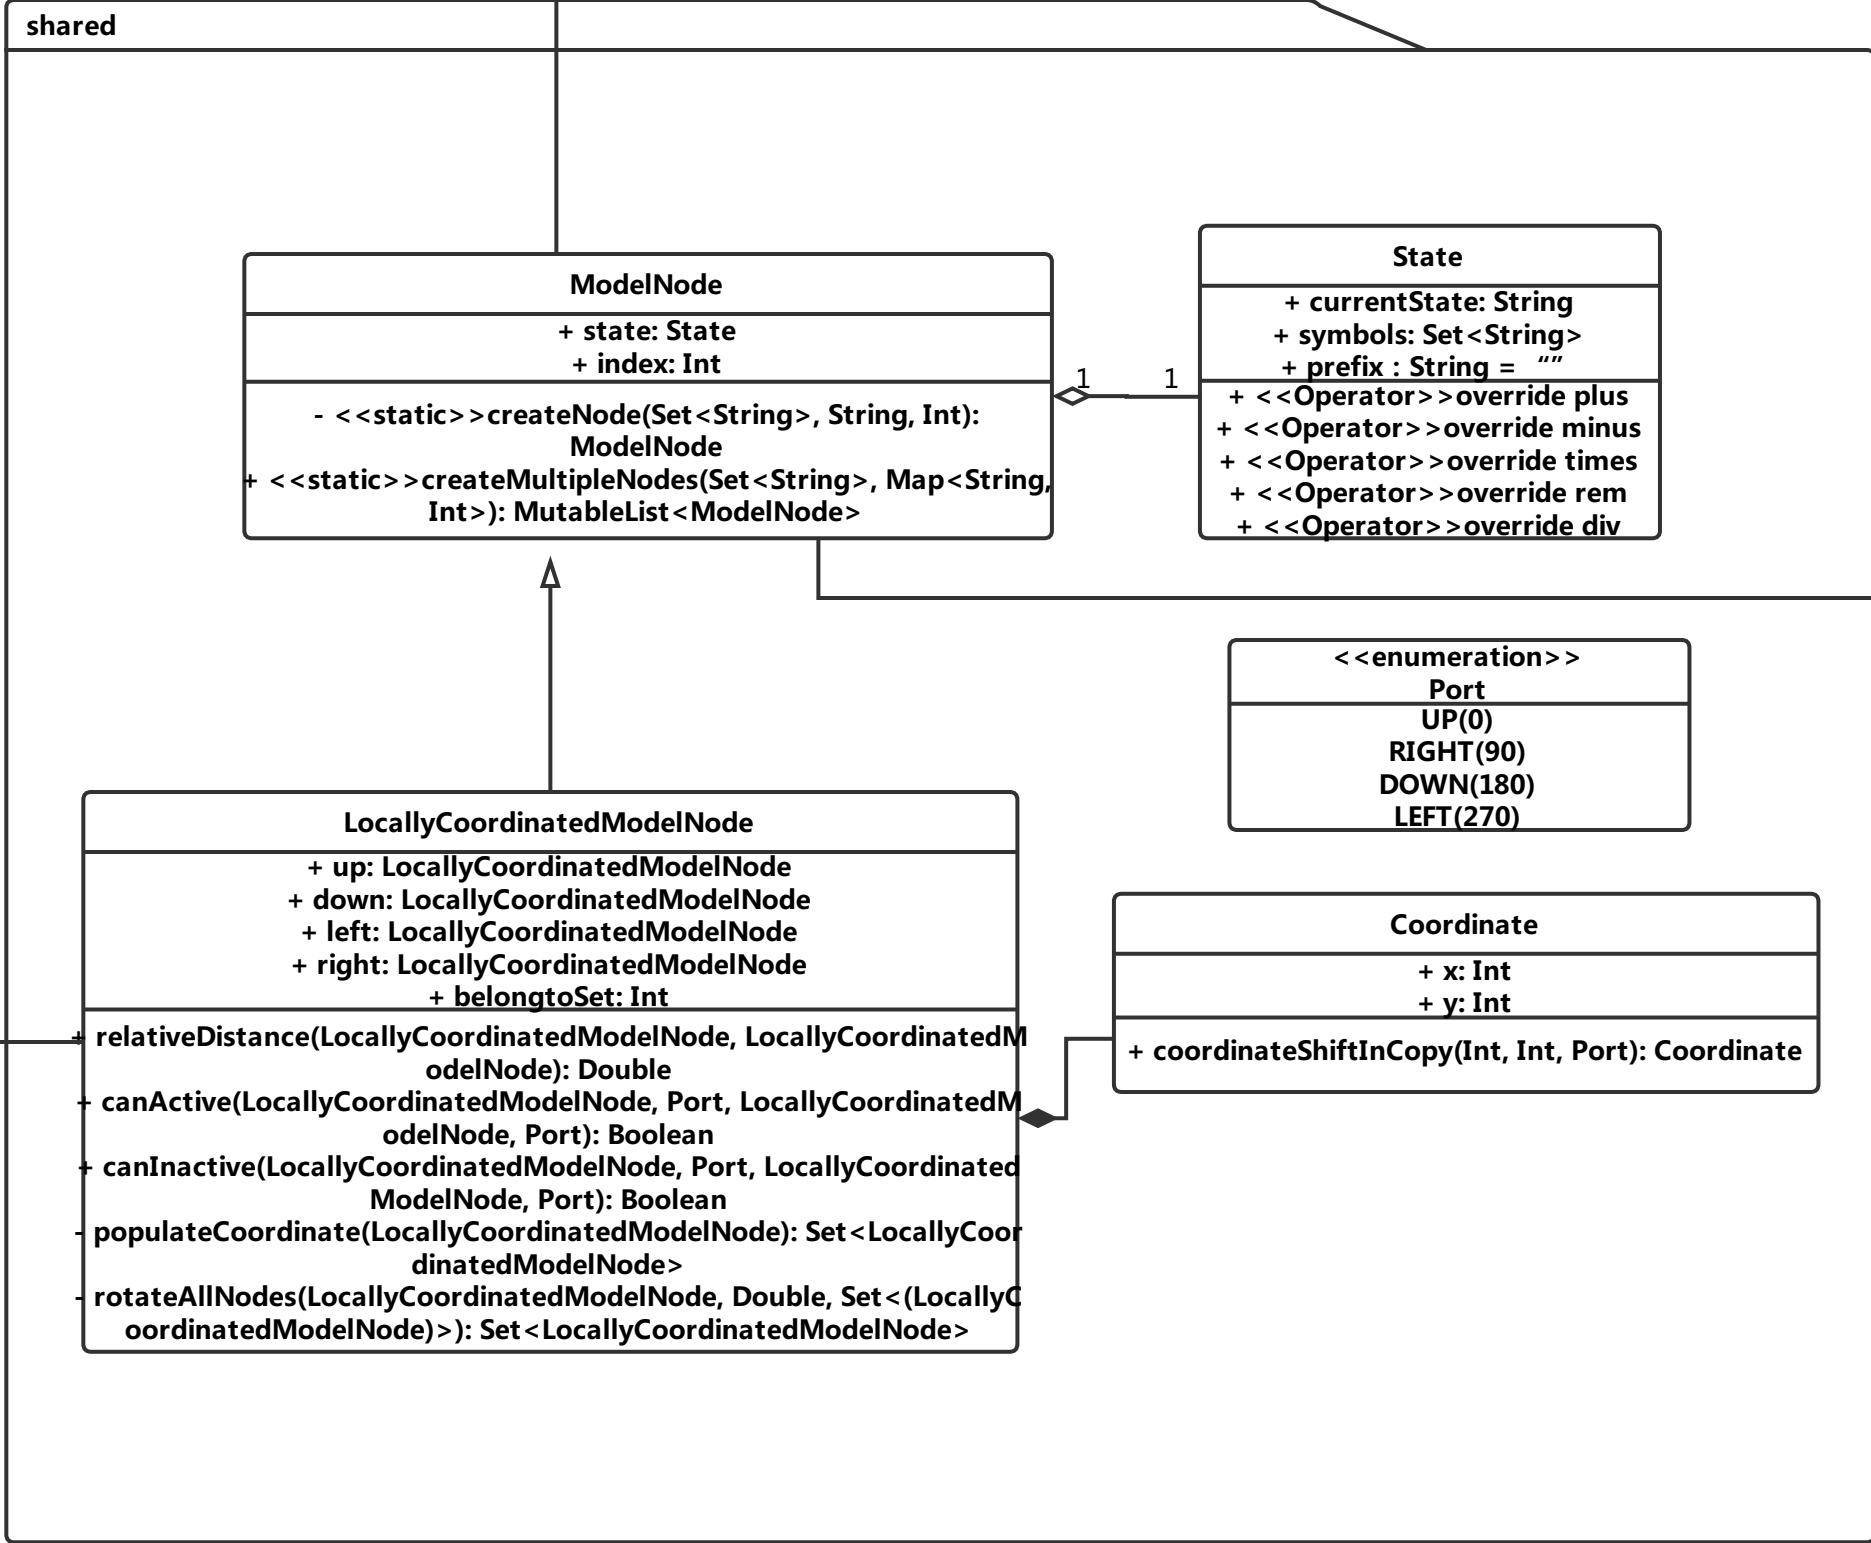 shared
ModelNode
+ state: State
+ index: Int
- <<static>>createNode(Set<String>, String, Int):
ModelNode
+ <<static>>createMultipleNodes(Set<String>, Map<String,
Int>): MutableList<ModelNode>
1
1
State
+ currentState: String
+ symbols: Set<String>
+ prefix : String = “”
+ <<Operator>>override plus
+ <<Operator>>override minus
+ <<Operator>>override times
+ <<Operator>>override rem
+ <<Operator>>override div
<<enumeration>>
Port
UP(0)
RIGHT(90)
DOWN(180)
LEFT(270)
LocallyCoordinatedModelNode
+ up: LocallyCoordinatedModelNode
+ down: LocallyCoordinatedModelNode
+ left: LocallyCoordinatedModelNode
+ right: LocallyCoordinatedModelNode
+ belongtoSet: Int
+ relativeDistance(LocallyCoordinatedModelNode, LocallyCoordinatedM
odelNode): Double
+ canActive(LocallyCoordinatedModelNode, Port, LocallyCoordinatedM
odelNode, Port): Boolean
+ canInactive(LocallyCoordinatedModelNode, Port, LocallyCoordinated
ModelNode, Port): Boolean
- populateCoordinate(LocallyCoordinatedModelNode): Set<LocallyCoor
dinatedModelNode>
- rotateAllNodes(LocallyCoordinatedModelNode, Double, Set<(LocallyC
oordinatedModelNode)>): Set<LocallyCoordinatedModelNode>
Coordinate
+ x: Int
+ y: Int
+ coordinateShiftInCopy(Int, Int, Port): Coordinate